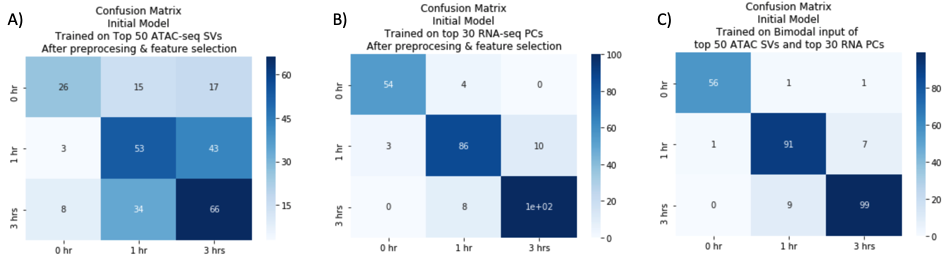 A)
Confusion Matrix
Initial Model
Trained on Top 50 ATAC-seq SVs
After preprocesing & feature selection
0 hr
1 hr
3 hrs
26 15 17
3 53 43
8 34 66
0 hr 1 hr 3 hrs
60
45
30
15
B)
Confusion Matrix
Initial Model
Trained on top 30 RNA-seq PCs
After preprocesing & feature selection
0 hr
1 hr
3 hrs
54 4 0
3 86 10
0 8 1e+02
0 hr 1 hr 3 hrs
100
80
60
40
20
0
C)
Confusion Matrix
Initial Model
Trained on Bimodal input of
top 50 ATAC SVs and top 30 RNA PCs
0 hr
1 hr
3 hrs
56 1 1
1 91 7
0 9 99
0 hr 1 hr 3 hrs
80
60
40
20
0